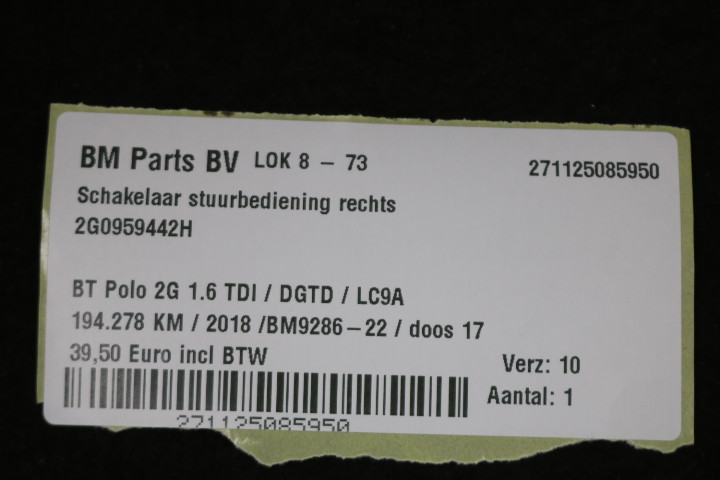 BM Parts BV LOK 8 – 73 271125085950
Schakelaar stuurbediening rechts
2G0959442H
BT Polo 2G 1.6 TDI / DGTD / LC9A
194.278 KM / 2018 /BM9286–22 / doos 17
39,50 Euro incl BTW Verz: 10
Aantal: 1
271125085950